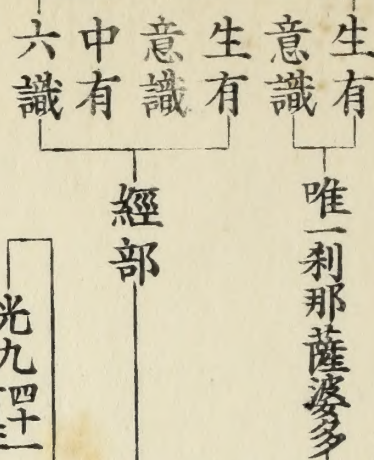 生有
意識
生有
意識
中有
六識
唯一刹那薩婆多
經部
光九四十一